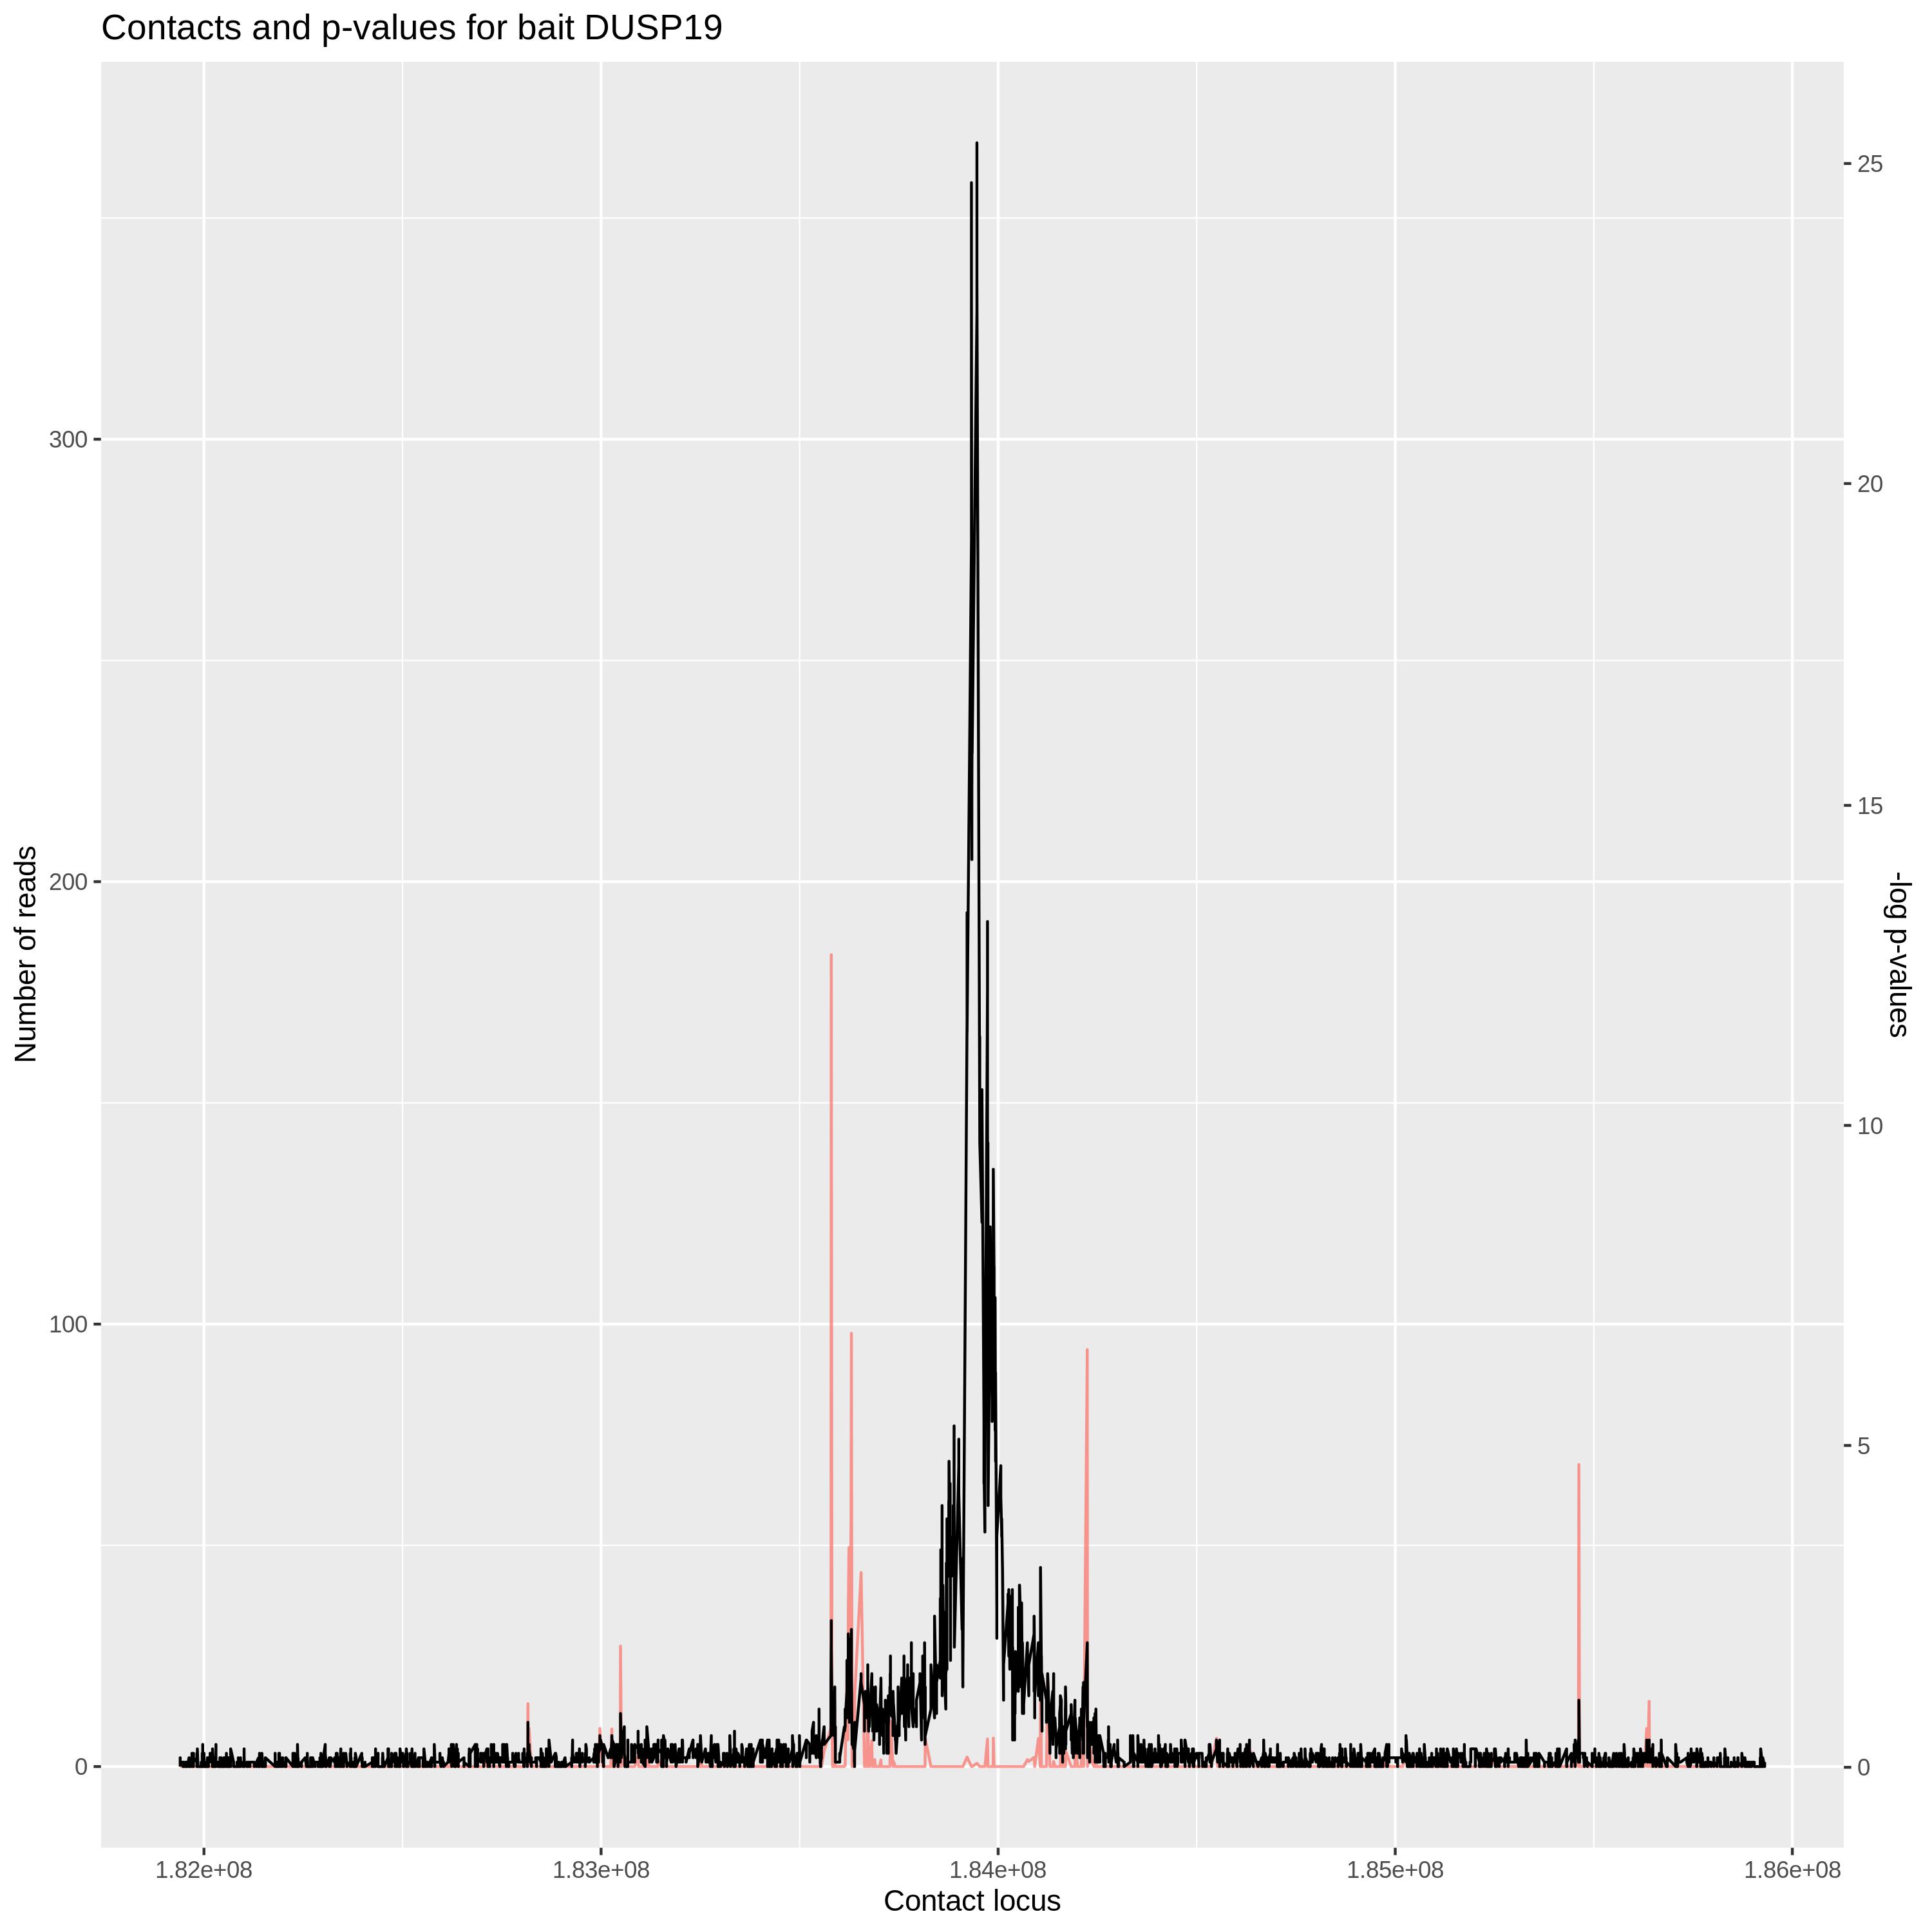 Contacts and p-values for bait DUSP19
Number of reads
300
200
100
0
25
20
15
10
5
0
-log p-values
1.82e+08
1.83e+08
1.84e+08
1.85e+08
1.86e+08
Contact locus